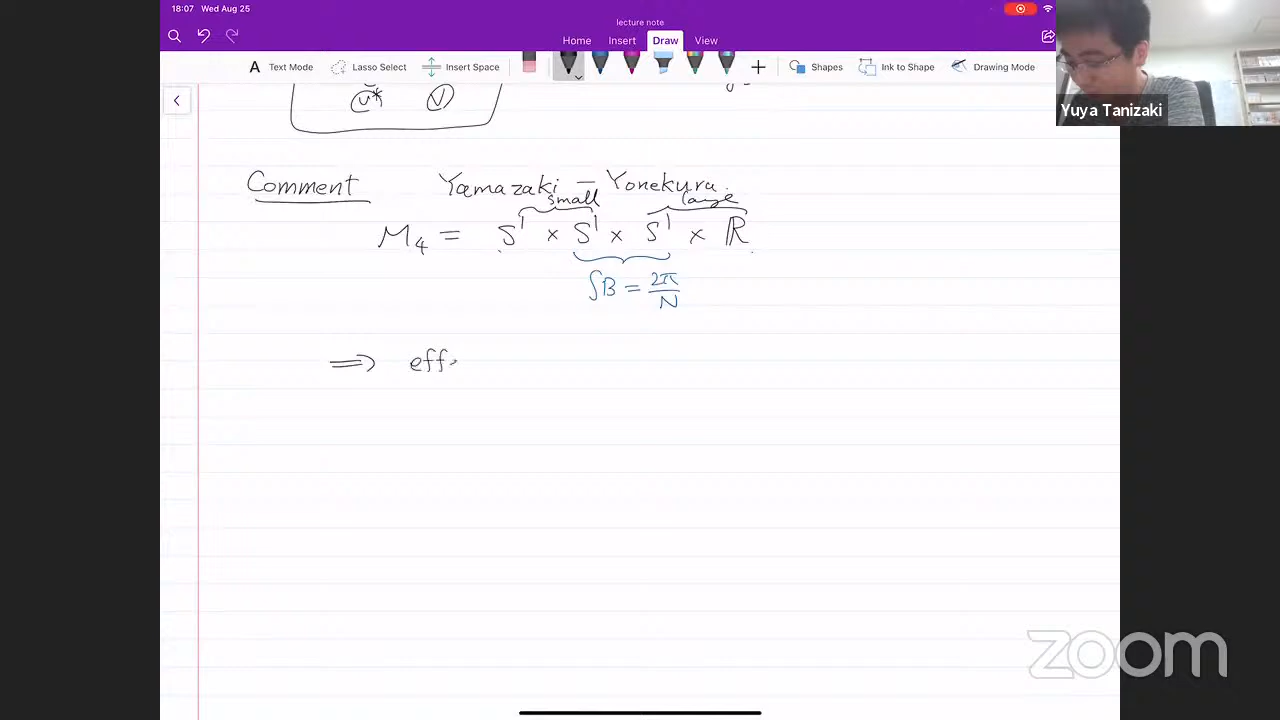 18:07 Wed Aug 25
lecture note
Home Insert Draw View
Text Mode Lasso Select Insert Space Shapes Ink to Shape Drawing Mode
Yuya Tanizaki
v* v
Comment Yamazaki - Yonekura.
small large
M₄ = S¹ × S¹ × S¹ × ℝ
∫B = 2π/N
⟹ eff.
zoom